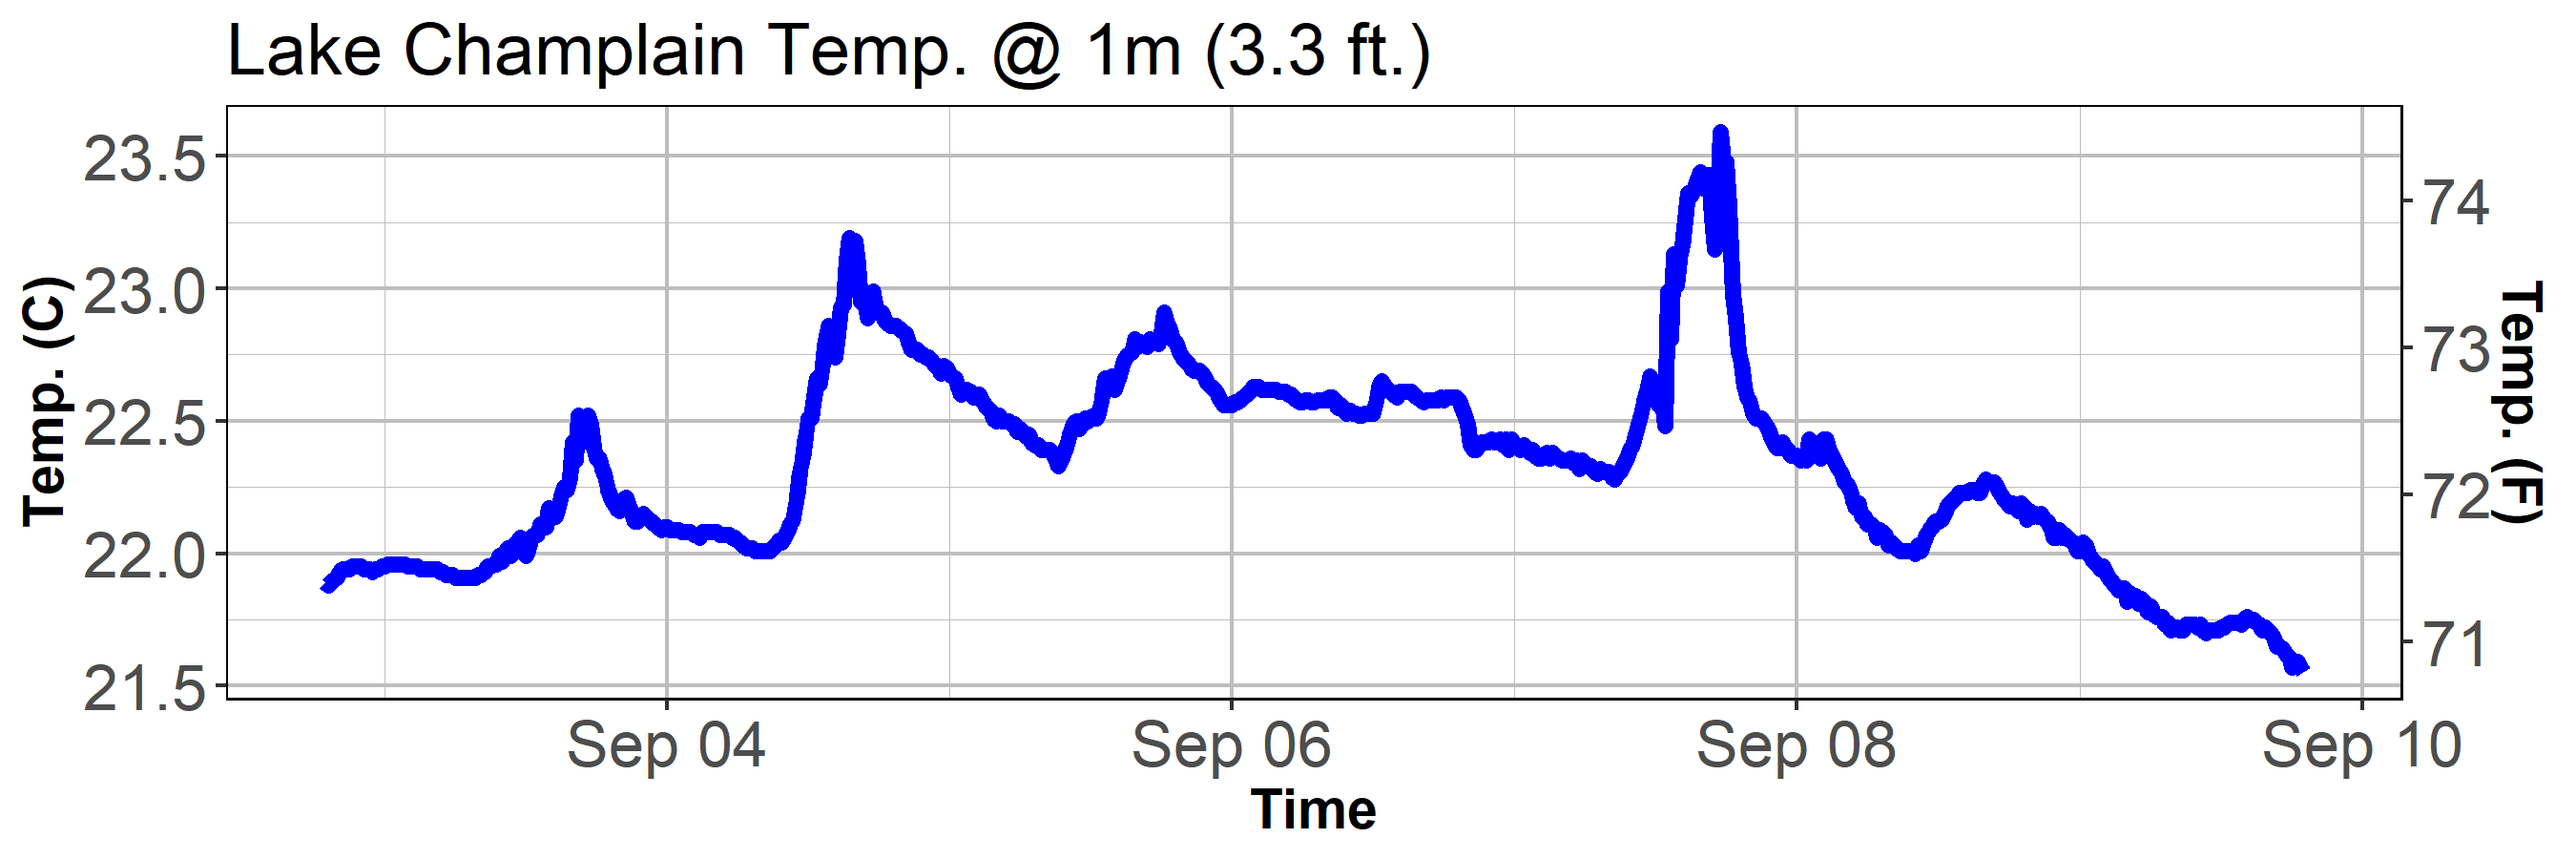 Lake Champlain Temp. @ 1m (3.3 ft.)
23.5
23.0
22.5
22.0
21.5
Temp. (C)
74
73
72
71
Temp. (F)
Sep 04
Sep 06
Sep 08
Sep 10
Time